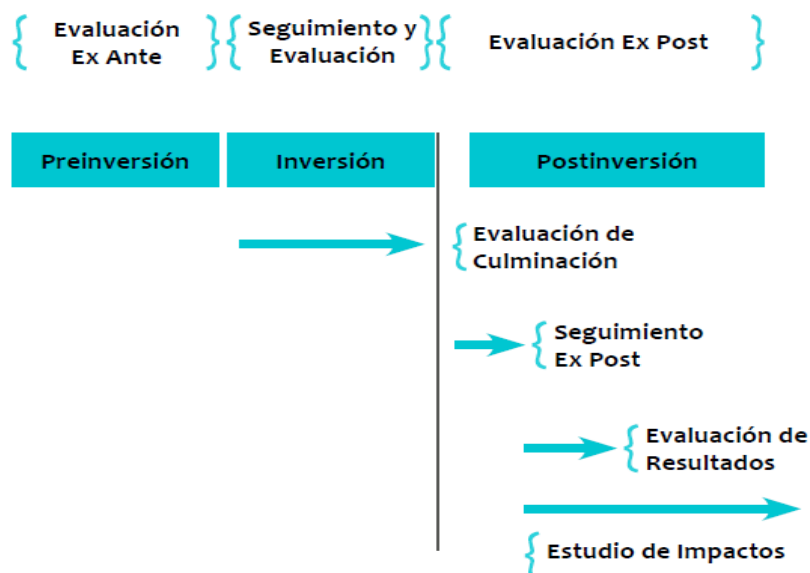 Evaluación
Ex Ante
Seguimiento y
Evaluación
Evaluación Ex Post
Preinversión
Inversión
Postinversión
Evaluación de
Culminación
Seguimiento
Ex Post
Evaluación de
Resultados
Estudio de Impactos